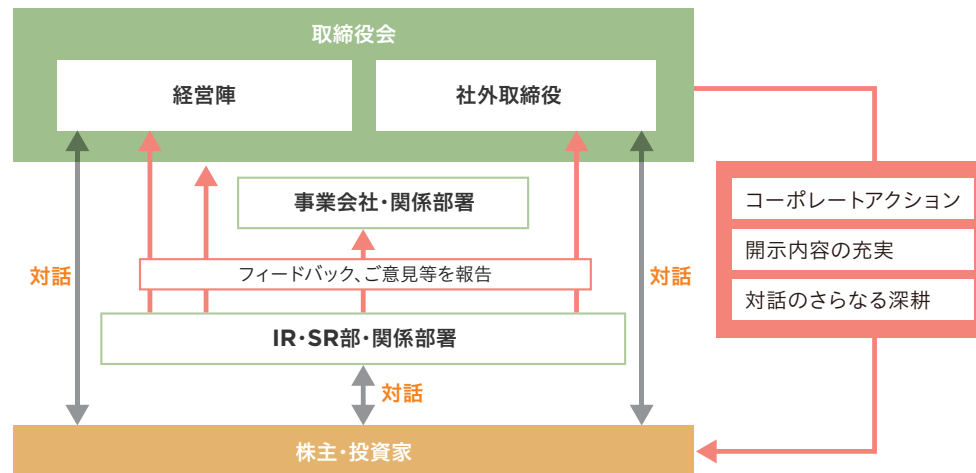 取締役会
経営陣
社外取締役
事業会社・関係部署
コーポレートアクション
開示内容の充実
対話のさらなる深耕
対話
フィードバック、ご意見等を報告
対話
IR・SR部・関係部署
対話
株主・投資家